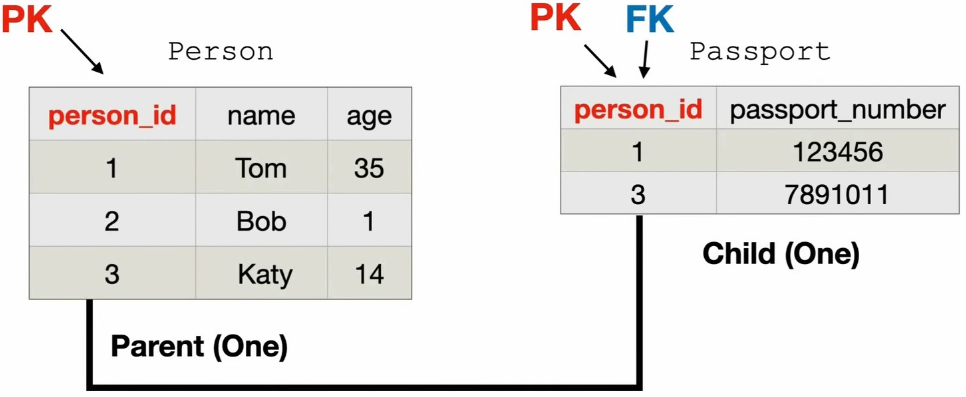 PK
Person
person_id name age
1 Tom 35
2 Bob 1
3 Katy 14
Parent (One)
PK FK
Passport
person_id passport_number
1 123456
3 7891011
Child (One)